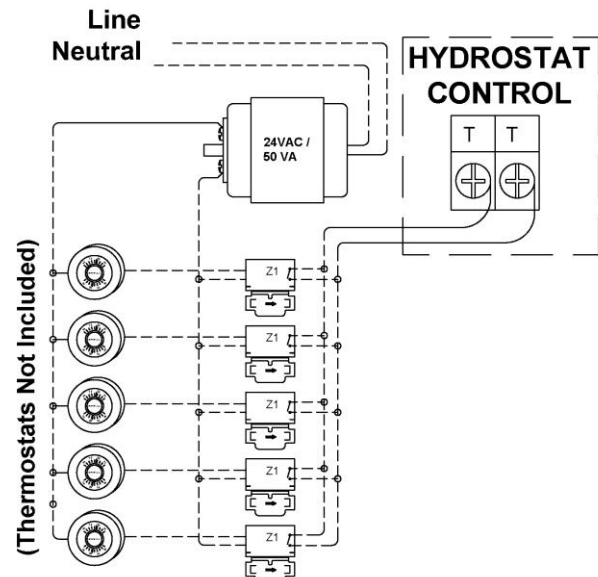 Line
Neutral
HYDROSTAT
CONTROL
T T
24VAC /
50 VA
(Thermostats Not Included)
Z1
Z1
Z1
Z1
Z1